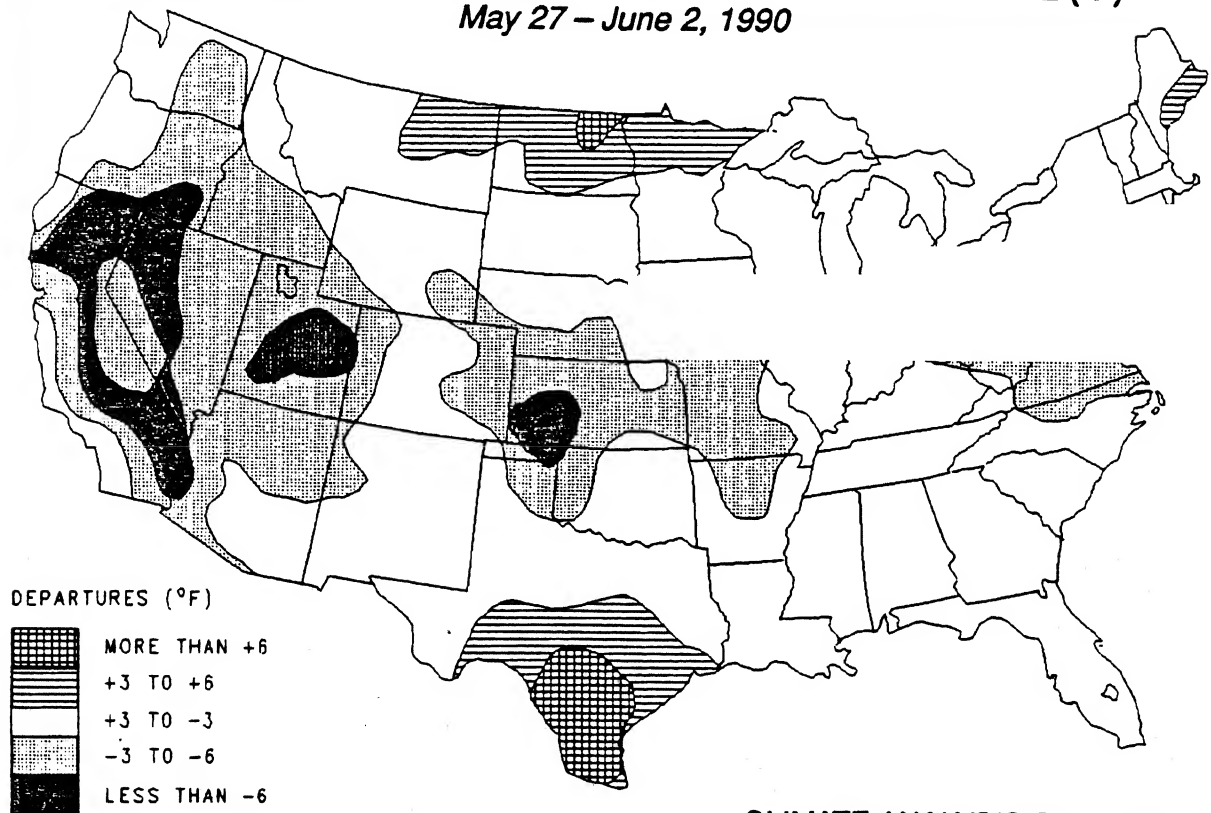 May 27 – June 2, 1990
DEPARTURES (°F)
MORE THAN +6
+3 TO +6
+3 TO -3
-3 TO -6
LESS THAN -6